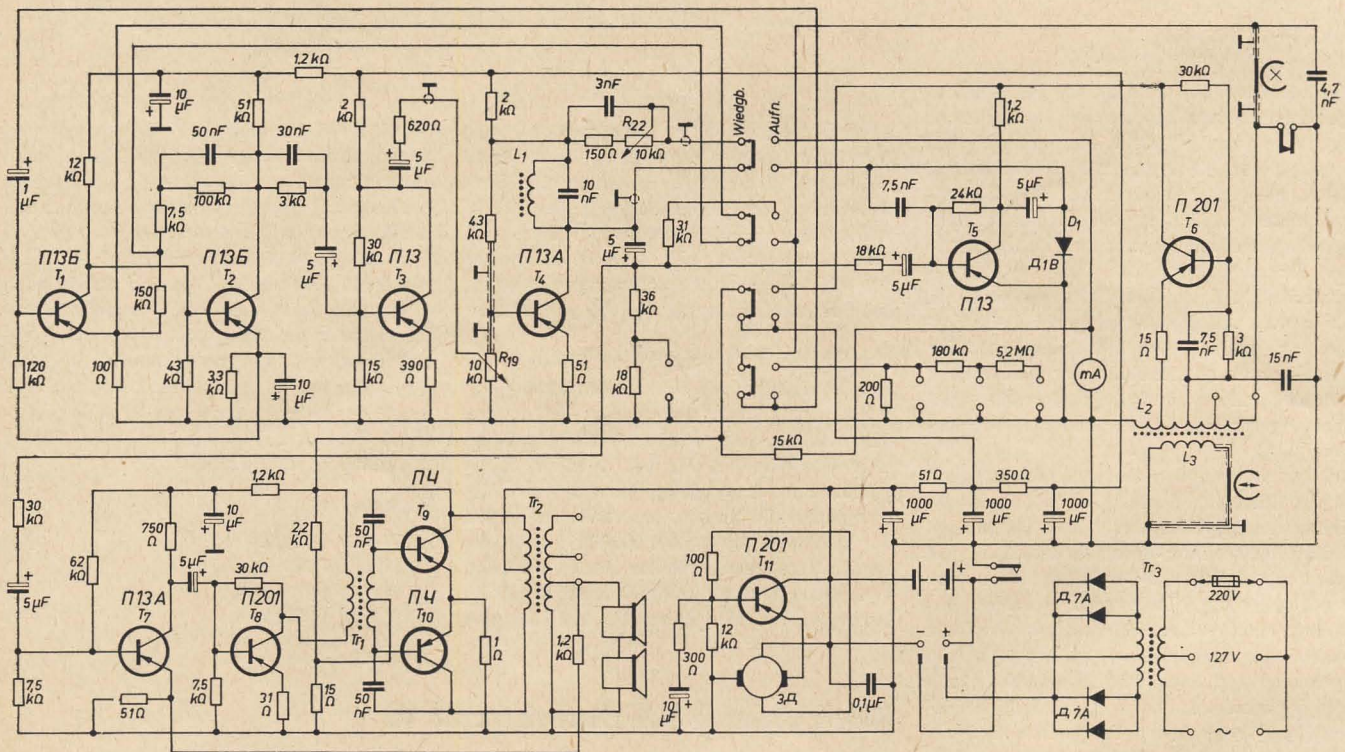 10 µF
51 kΩ
1,2 kΩ
2 kΩ
620 Ω
2 kΩ
3 nF
R22
150 Ω
10 kΩ
Wiedgb.
Aufn.
1,2 kΩ
30 kΩ
4,7 nF
50 nF
30 nF
12 kΩ
1 µF
100 kΩ
3 kΩ
5 µF
L1
10 nF
7,5 nF
24 kΩ
5 µF
D1
П 201
T6
7,5 kΩ
43 kΩ
5 µF
3,1 kΩ
18 kΩ
5 µF
T5
Д1В
П 13
П13Б
T1
150 kΩ
П13Б
T2
5 µF
30 kΩ
П 13
T3
П13А
T4
36 kΩ
15 Ω
7,5 nF
3 kΩ
15 nF
120 kΩ
100 Ω
43 kΩ
3,3 kΩ
10 µF
15 kΩ
390 Ω
R19
10 kΩ
51 Ω
18 kΩ
200 Ω
180 kΩ
5,2 MΩ
mA
L2
L3
15 kΩ
30 kΩ
62 kΩ
750 Ω
10 µF
1,2 kΩ
2,2 kΩ
50 nF
П Ч
T9
Tr2
51 Ω
350 Ω
1000 µF
1000 µF
1000 µF
5 µF
5 µF
30 kΩ
П13А
T7
П201
T8
Tr1
П Ч
T10
1 Ω
1,2 kΩ
100 Ω
П 201
T11
12 kΩ
300 Ω
10 µF
3Д
0,1 µF
Д7А
Д7А
Tr3
220 V
127 V
~
7,5 kΩ
51 Ω
7,5 kΩ
31 Ω
15 Ω
50 nF